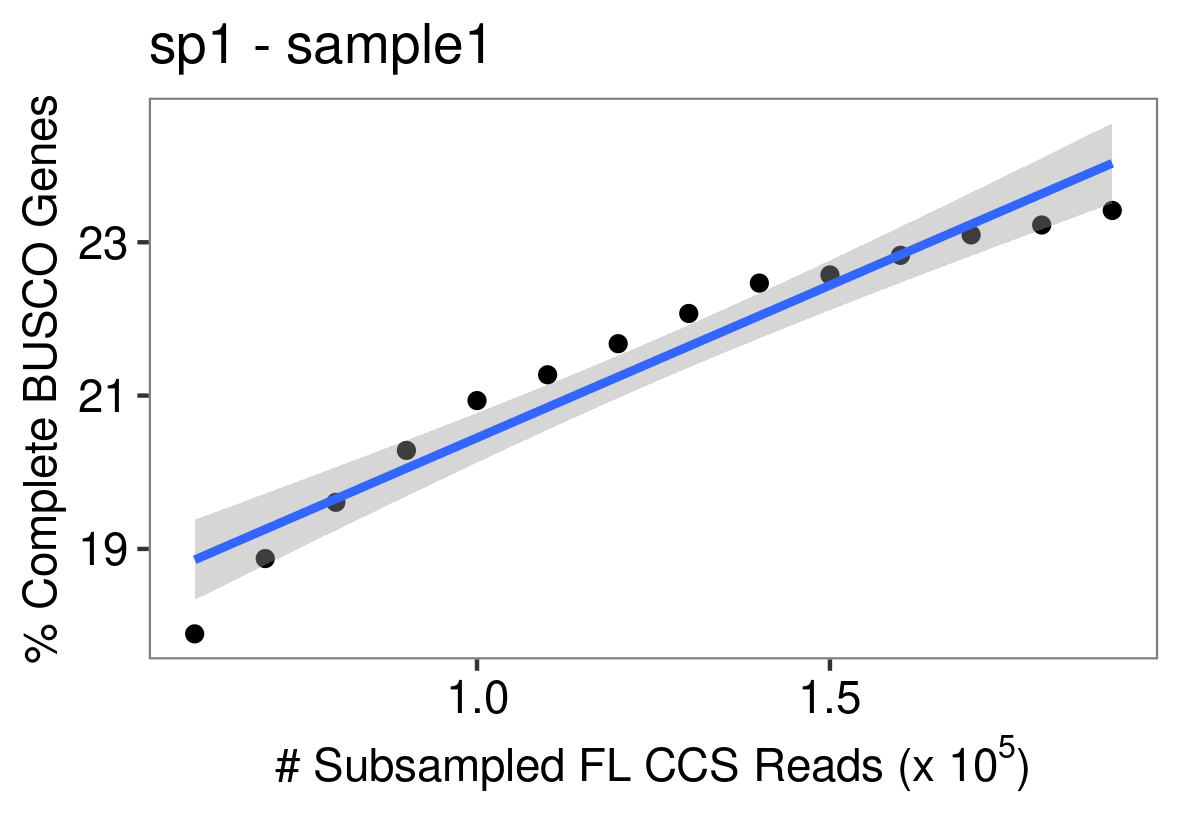 sp1 - sample1
% Complete BUSCO Genes
23
21
19
1.0 1.5
# Subsampled FL CCS Reads (x 10⁵)